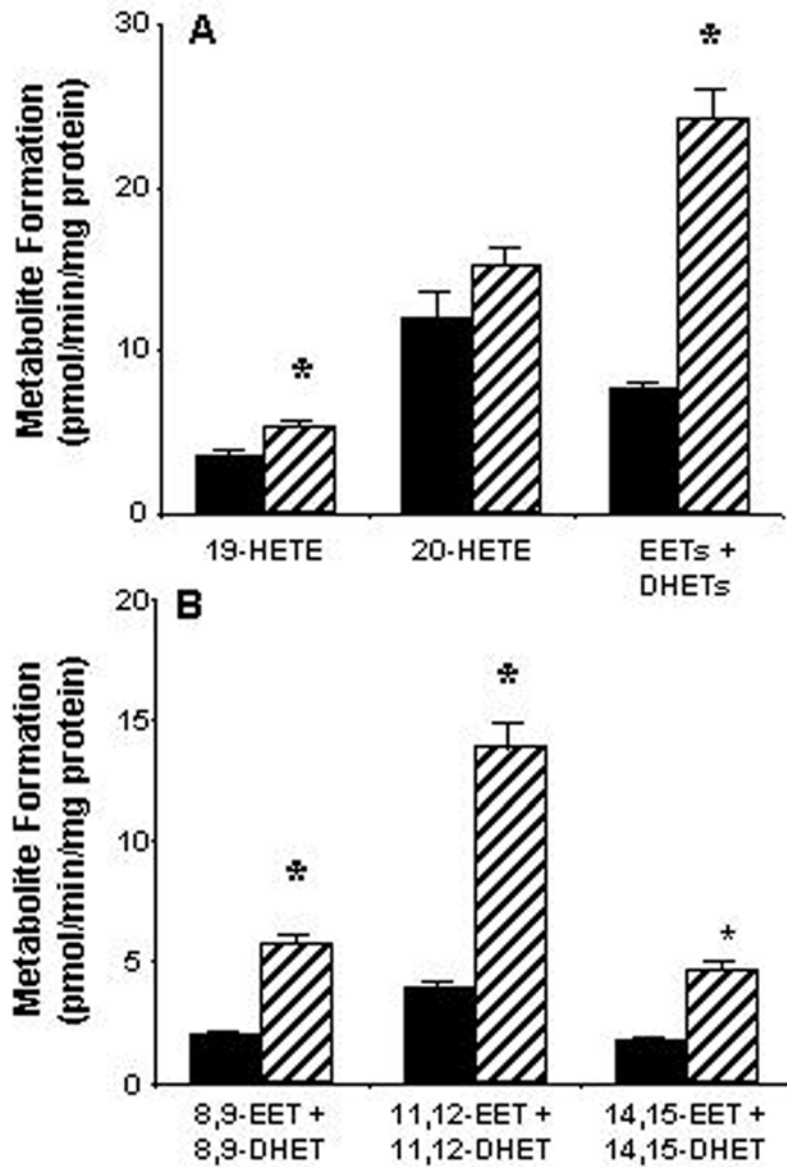 A
Metabolite Formation
(pmol/min/mg protein)
30
20
10
0
*
*
19-HETE
20-HETE
EETs +
DHETs
B
Metabolite Formation
(pmol/min/mg protein)
20
15
10
5
0
*
*
*
8,9-EET +
8,9-DHET
11,12-EET +
11,12-DHET
14,15-EET +
14,15-DHET